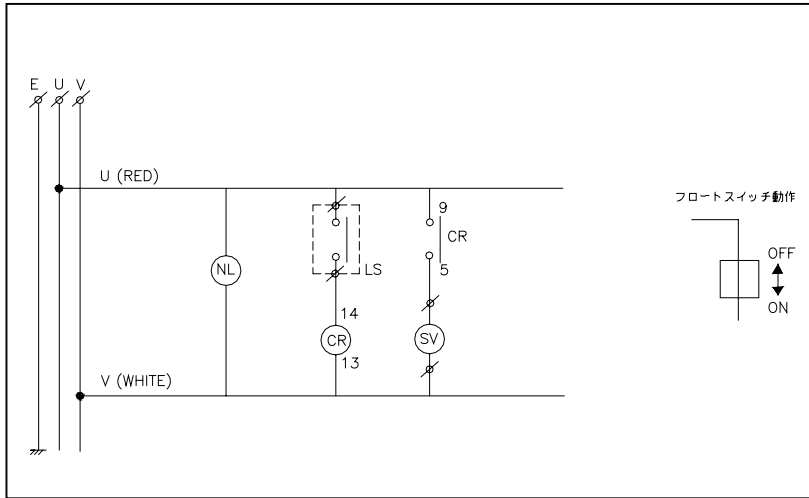 E U V
U (RED)
フロートスイッチ動作
9
CR
OFF
NL
LS
5
ON
14
CR
SV
13
V (WHITE)